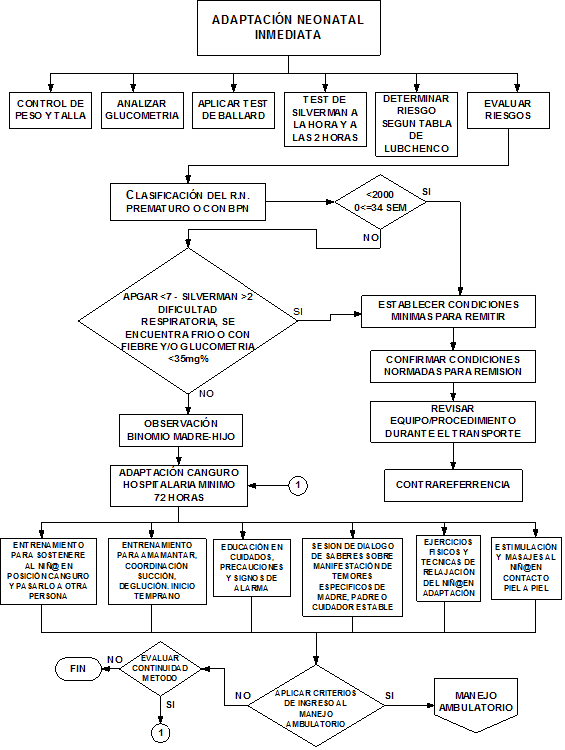 ADAPTACIÓN NEONATAL
INMEDIATA
CONTROL DE
PESO Y TALLA
ANALIZAR
GLUCOMETRIA
APLICAR TEST
DE BALLARD
TEST DE
SILVERMAN A
LA HORA Y A
LAS 2 HORAS
DETERMINAR
RIESGO
SEGUN TABLA
DE
LUBCHENCO
EVALUAR
RIESGOS
CLASIFICACIÓN DEL R.N.
PREMATURO O CON BPN
<2000
0<=34 SEM
SI
NO
APGAR <7 - SILVERMAN >2
DIFICULTAD
RESPIRATORIA, SE
ENCUENTRA FRIO O CON
FIEBRE Y/O GLUCOMETRIA
<35mg%
SI
NO
ESTABLECER CONDICIONES
MINIMAS PARA REMITIR
CONFIRMAR CONDICIONES
NORMADAS PARA REMISION
REVISAR
EQUIPO/PROCEDIMIENTO
DURANTE EL TRANSPORTE
CONTRAREFERRENCIA
OBSERVACIÓN
BINOMIO MADRE-HIJO
ADAPTACIÓN CANGURO
HOSPITALARIA MINIMO
72 HORAS
1
ENTRENAMIENTO
PARA SOSTENERE
AL NIÑ@ EN
POSICIÓN CANGURO
Y PASARLO A OTRA
PERSONA
ENTRENAMIENTO
PARA AMAMANTAR,
COORDINACIÓN
SUCCIÓN,
DEGLUCIÓN. INICIO
TEMPRANO
EDUCACIÓN EN
CUIDADOS,
PRECAUCIONES
Y SIGNOS DE
ALARMA
SESION DE DIALOGO
DE SABERES SOBRE
MANIFESTACIÓN DE
TEMORES
ESPECIFICOS DE
MADRE, PADRE O
CUIDADOR ESTABLE
EJERCICIOS
FISICOS Y
TECNICAS DE
RELAJACIÓN
DEL NIÑ@ EN
ADAPTACIÓN
ESTIMULACIÓN
Y MASAJES AL
NIÑ@ EN
CONTACTO
PIEL A PIEL
FIN
NO
EVALUAR
CONTINUIDAD
METODO
SI
1
NO
APLICAR CRITERIOS
DE INGRESO AL
MANEJO
AMBULATORIO
SI
MANEJO
AMBULATORIO